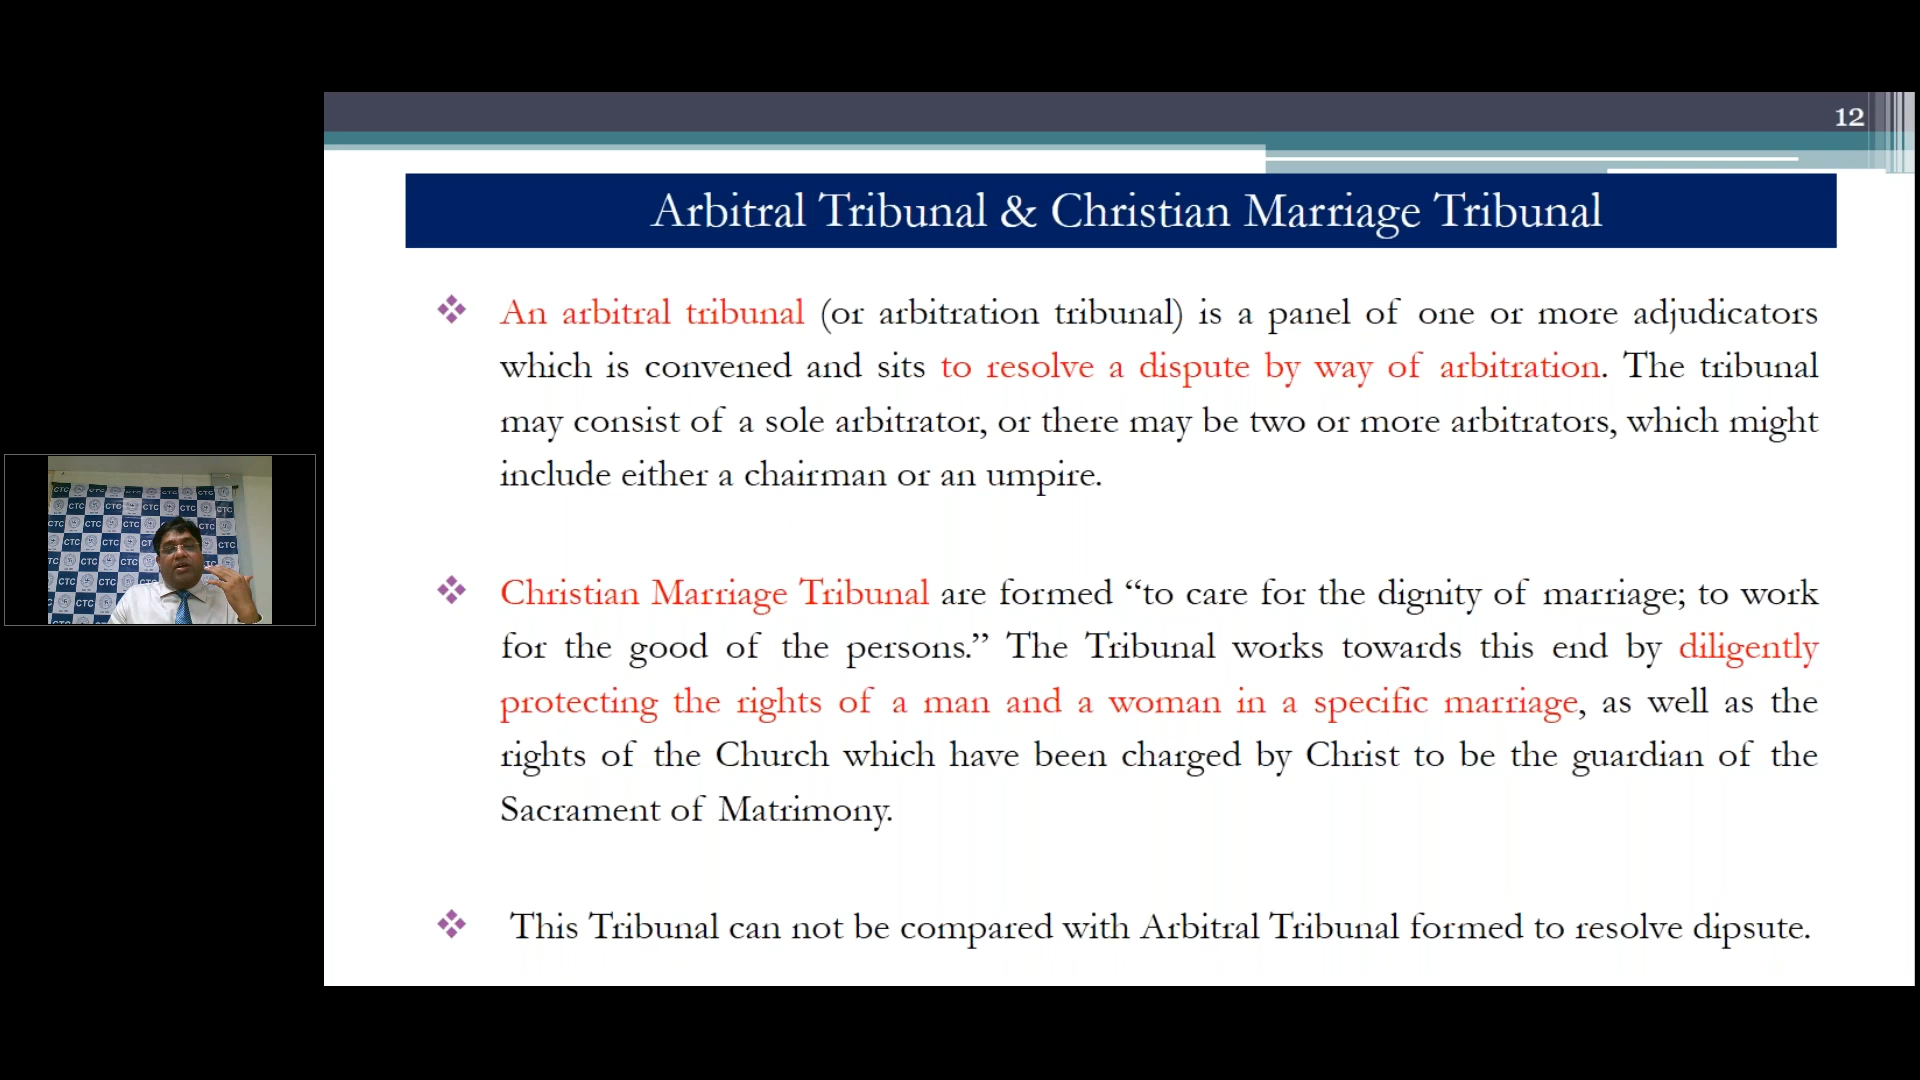 12
Arbitral Tribunal & Christian Marriage Tribunal
An arbitral tribunal (or arbitration tribunal) is a panel of one or more adjudicators
which is convened and sits to resolve a dispute by way of arbitration. The tribunal
may consist of a sole arbitrator, or there may be two or more arbitrators, which might
include either a chairman or an umpire.
Christian Marriage Tribunal are formed “to care for the dignity of marriage; to work
for the good of the persons.” The Tribunal works towards this end by diligently
protecting the rights of a man and a woman in a specific marriage, as well as the
rights of the Church which have been charged by Christ to be the guardian of the
Sacrament of Matrimony.
This Tribunal can not be compared with Arbitral Tribunal formed to resolve dipsute.
CTC